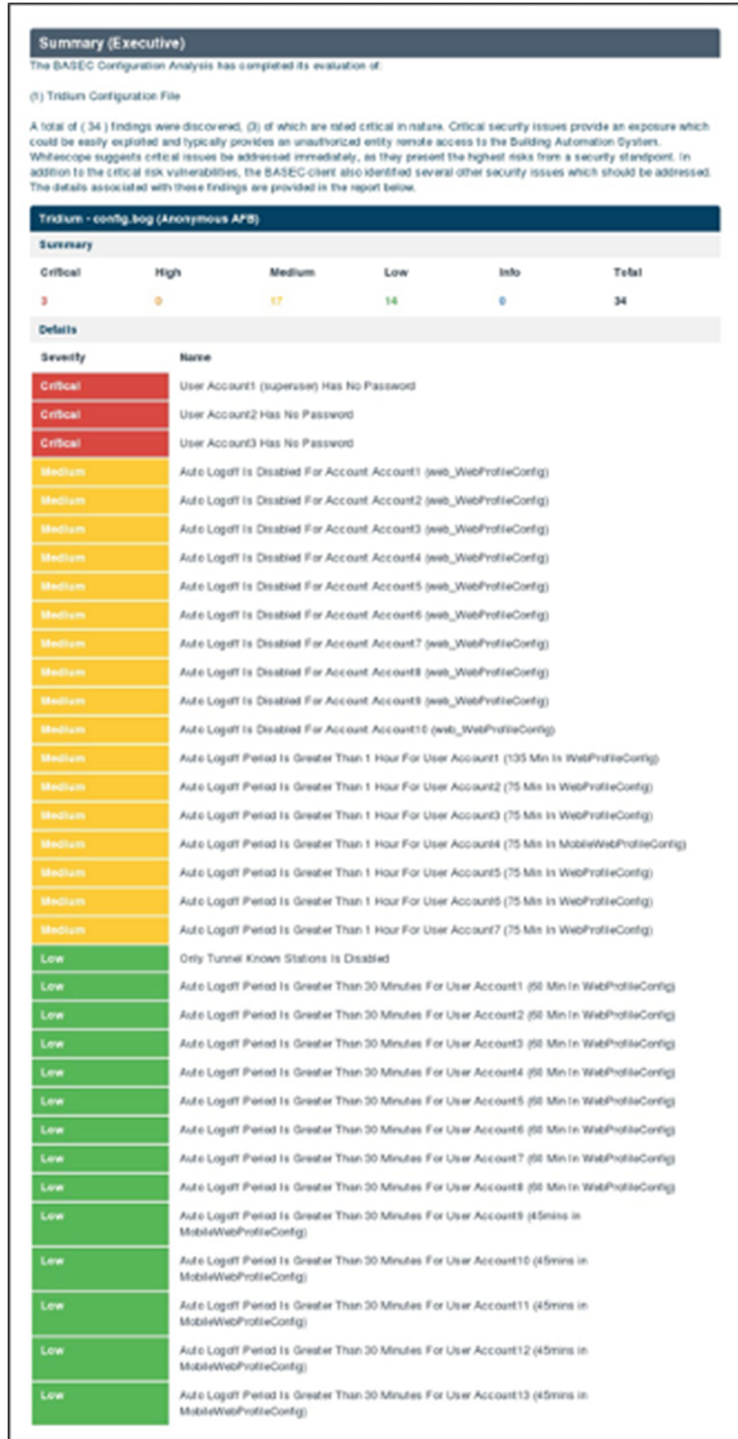 Summary (Executive)
The BASEC Configuration Analysis has completed its evaluation of:
(1) Tridium Configuration File
A total of ( 34 ) findings were discovered, (3) of which are rated critical in nature. Critical security issues provide an exposure which
could be easily exploited and typically provides an unauthorized entity remote access to the Building Automation System.
Whitescope suggests critical issues be addressed immediately, as they present the highest risks from a security standpoint. In
addition to the critical risk vulnerabilities, the BASEC client also identified several other security issues which should be addressed.
The details associated with these findings are provided in the report below.
Tridium - config.bog (Anonymous AFB)
Summary
Critical High Medium Low Info Total
3 0 17 14 0 34
Details
Severity Name
Critical User Account1 (superuser) Has No Password
Critical User Account2 Has No Password
Critical User Account3 Has No Password
Medium Auto Logoff Is Disabled For Account Account1 (web_WebProfileConfig)
Medium Auto Logoff Is Disabled For Account Account2 (web_WebProfileConfig)
Medium Auto Logoff Is Disabled For Account Account3 (web_WebProfileConfig)
Medium Auto Logoff Is Disabled For Account Account4 (web_WebProfileConfig)
Medium Auto Logoff Is Disabled For Account Account5 (web_WebProfileConfig)
Medium Auto Logoff Is Disabled For Account Account6 (web_WebProfileConfig)
Medium Auto Logoff Is Disabled For Account Account7 (web_WebProfileConfig)
Medium Auto Logoff Is Disabled For Account Account8 (web_WebProfileConfig)
Medium Auto Logoff Is Disabled For Account Account9 (web_WebProfileConfig)
Medium Auto Logoff Is Disabled For Account Account10 (web_WebProfileConfig)
Medium Auto Logoff Period Is Greater Than 1 Hour For User Account1 (135 Min In WebProfileConfig)
Medium Auto Logoff Period Is Greater Than 1 Hour For User Account2 (75 Min In WebProfileConfig)
Medium Auto Logoff Period Is Greater Than 1 Hour For User Account3 (75 Min In WebProfileConfig)
Medium Auto Logoff Period Is Greater Than 1 Hour For User Account4 (75 Min In MobileWebProfileConfig)
Medium Auto Logoff Period Is Greater Than 1 Hour For User Account5 (75 Min In WebProfileConfig)
Medium Auto Logoff Period Is Greater Than 1 Hour For User Account6 (75 Min In WebProfileConfig)
Medium Auto Logoff Period Is Greater Than 1 Hour For User Account7 (75 Min In WebProfileConfig)
Low Only Tunnel Known Stations Is Disabled
Low Auto Logoff Period Is Greater Than 30 Minutes For User Account1 (60 Min In WebProfileConfig)
Low Auto Logoff Period Is Greater Than 30 Minutes For User Account2 (60 Min In WebProfileConfig)
Low Auto Logoff Period Is Greater Than 30 Minutes For User Account3 (60 Min In WebProfileConfig)
Low Auto Logoff Period Is Greater Than 30 Minutes For User Account4 (60 Min In WebProfileConfig)
Low Auto Logoff Period Is Greater Than 30 Minutes For User Account5 (60 Min In WebProfileConfig)
Low Auto Logoff Period Is Greater Than 30 Minutes For User Account6 (60 Min In WebProfileConfig)
Low Auto Logoff Period Is Greater Than 30 Minutes For User Account7 (60 Min In WebProfileConfig)
Low Auto Logoff Period Is Greater Than 30 Minutes For User Account8 (60 Min In WebProfileConfig)
Low Auto Logoff Period Is Greater Than 30 Minutes For User Account9 (45mins in
MobileWebProfileConfig)
Low Auto Logoff Period Is Greater Than 30 Minutes For User Account10 (45mins in
MobileWebProfileConfig)
Low Auto Logoff Period Is Greater Than 30 Minutes For User Account11 (45mins in
MobileWebProfileConfig)
Low Auto Logoff Period Is Greater Than 30 Minutes For User Account12 (45mins in
MobileWebProfileConfig)
Low Auto Logoff Period Is Greater Than 30 Minutes For User Account13 (45mins in
MobileWebProfileConfig)